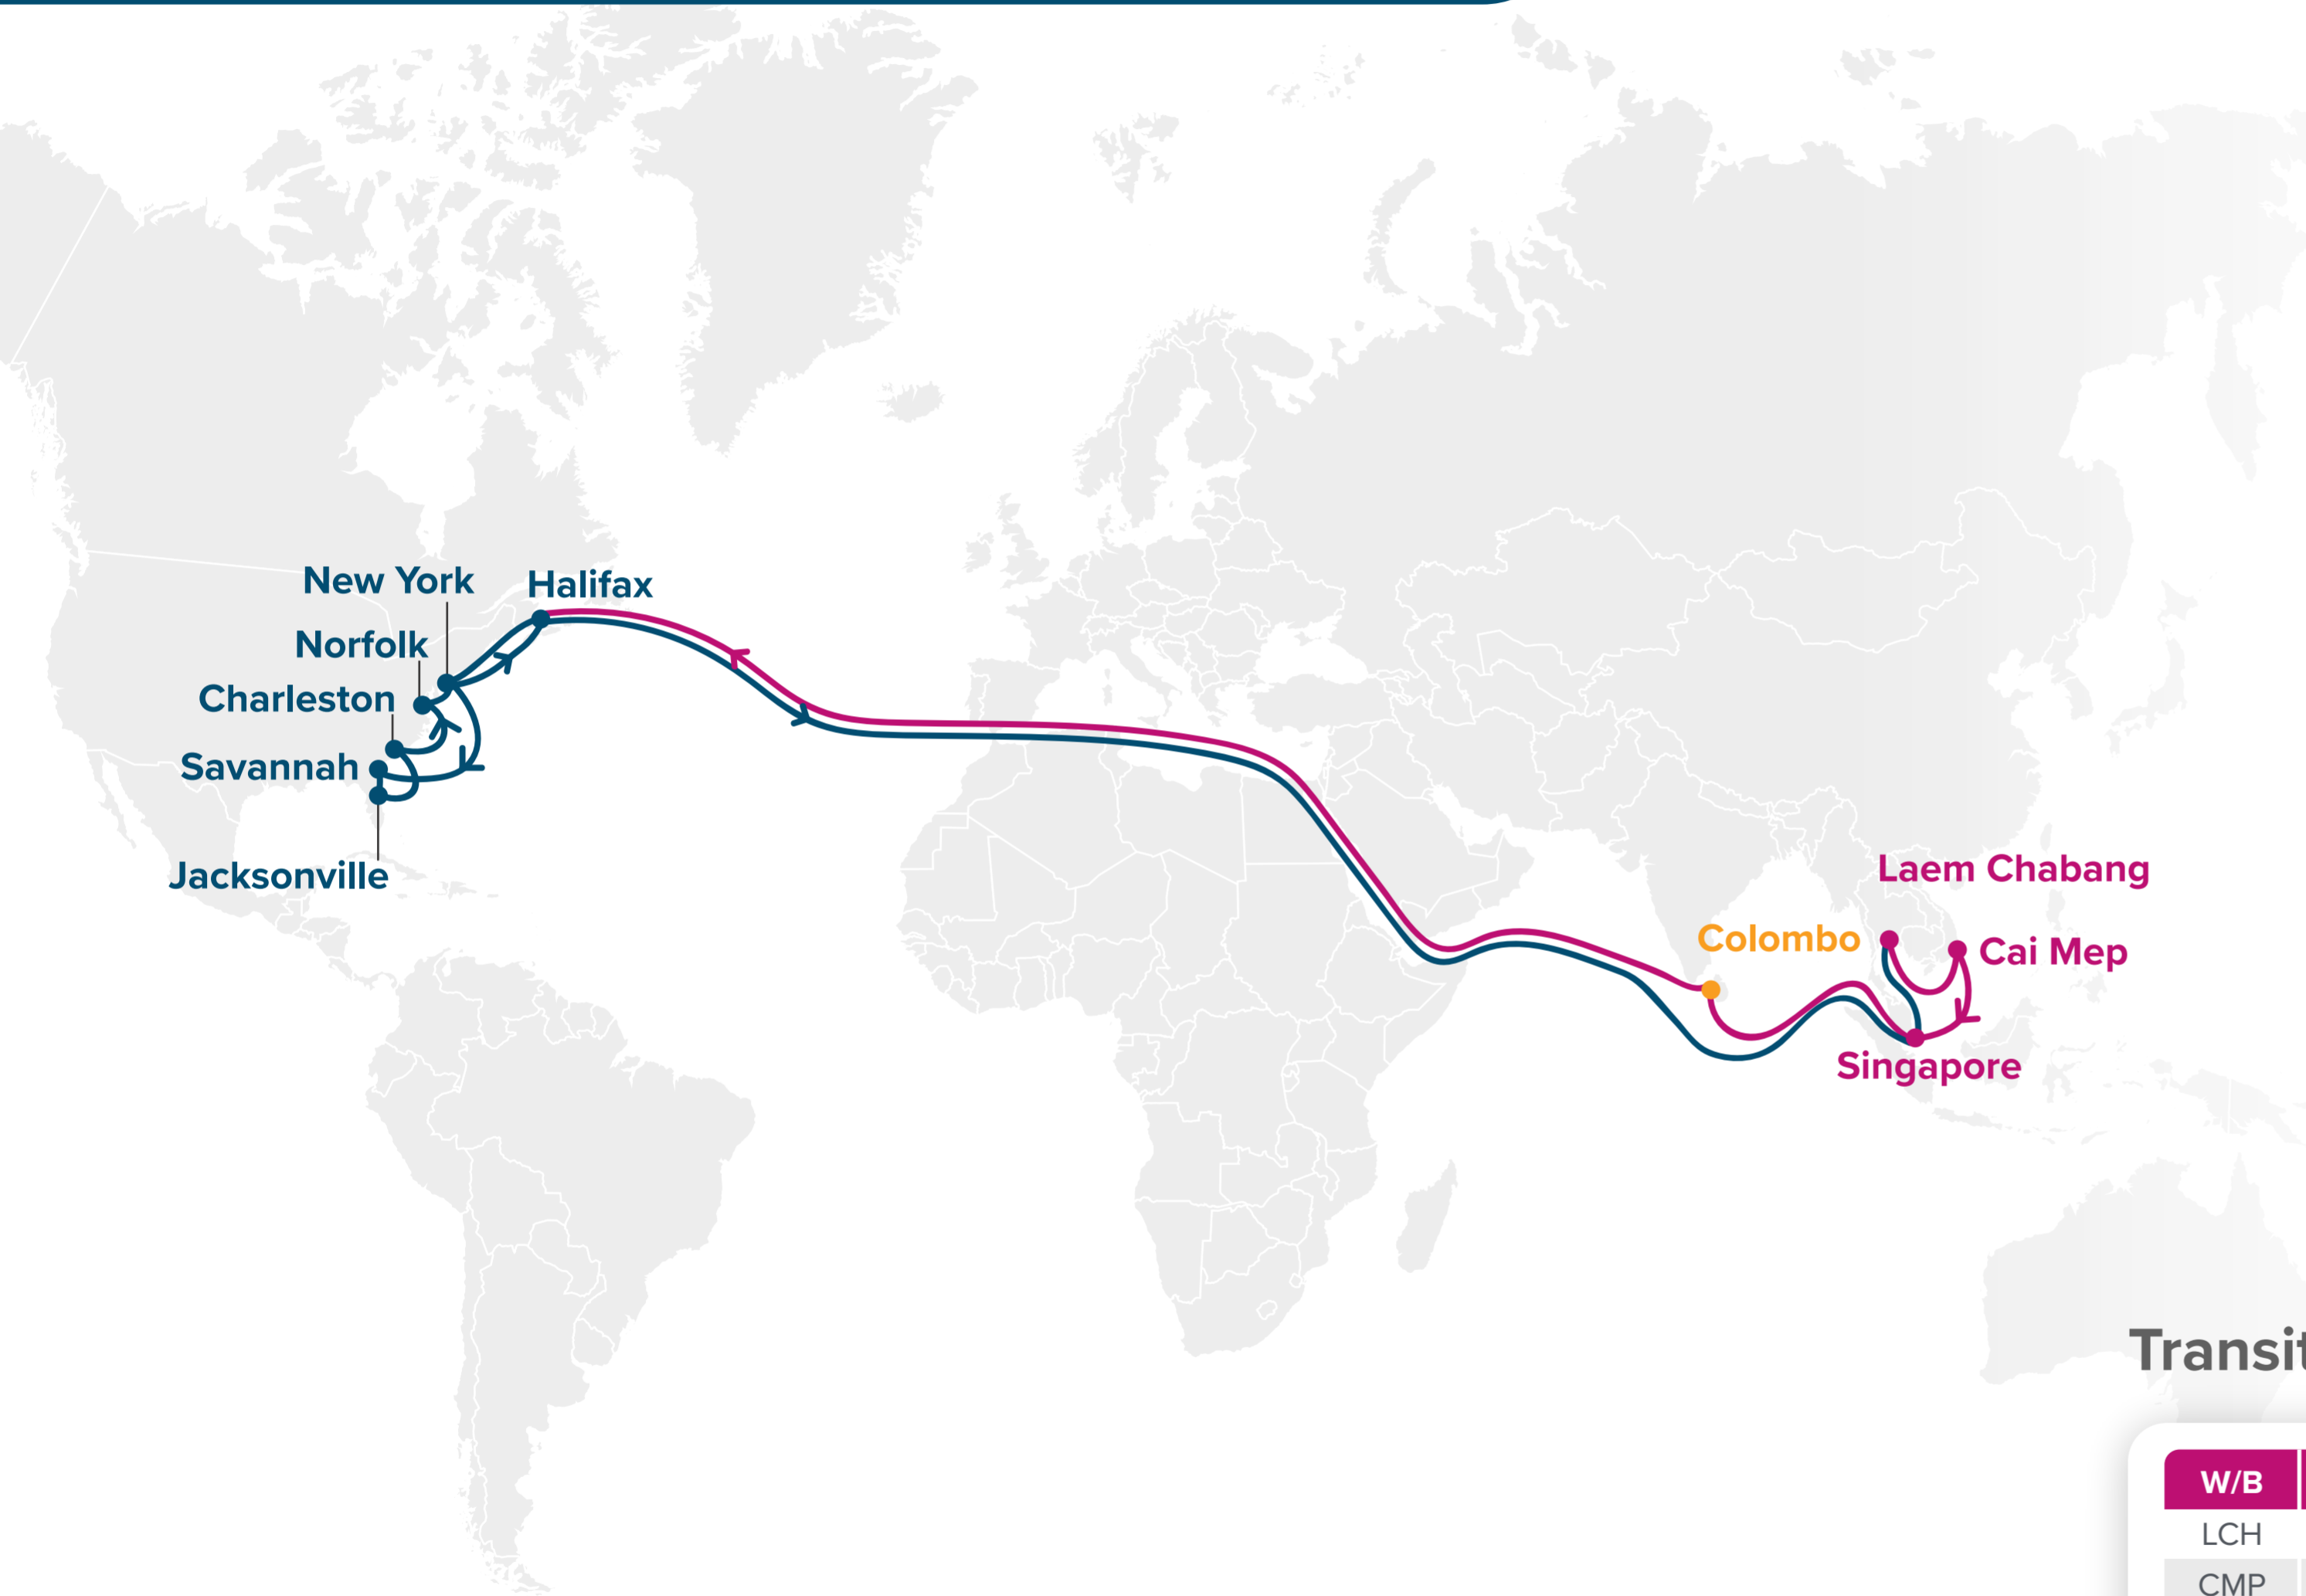 New York
Halifax
Norfolk
Charleston
Savannah
Jacksonville
Laem Chabang
Colombo
Cai Mep
Singapore
Transit
W/B
LCH
CMP